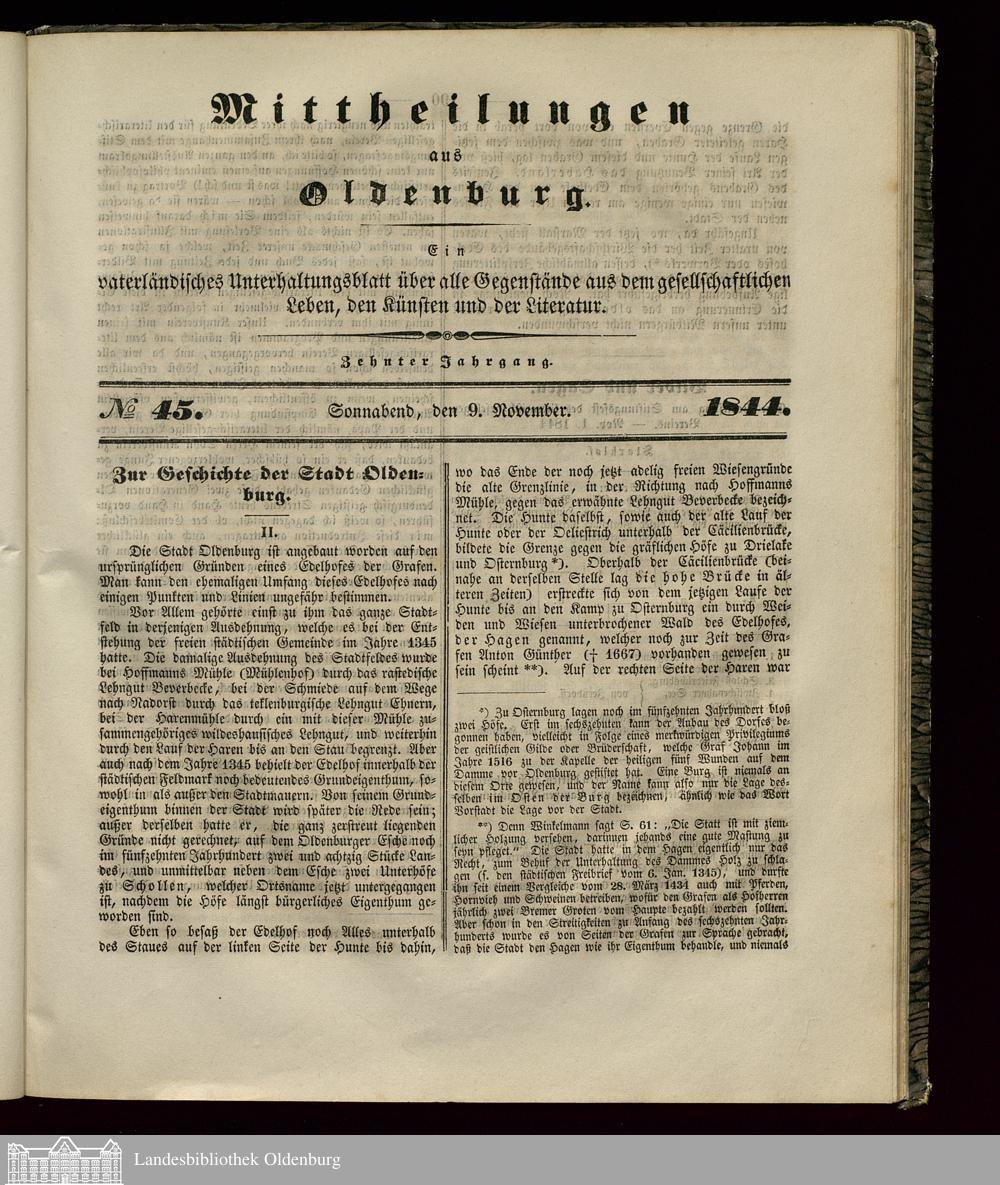 Mittheilungen
aus
Oldenburg.
Ein
vaterländisches Unterhaltungsblatt über alle Gegenstände aus dem gesellschaftlichen
Leben, den Künsten und der Literatur.
Zehnter Jahrgang.
№ 45. Sonnabend, den 9. November. 1844.
Zur Geschichte der Stadt Olden-
burg.
II.
Die Stadt Oldenburg ist angebaut worden auf den
ursprünglichen Gründen eines Edelhofes der Grafen.
Man kann den ehemaligen Umfang dieses Edelhofes nach
einigen Punkten und Linien ungefähr bestimmen.
Vor Allem gehörte einst zu ihm das ganze Stadt-
feld in derjenigen Ausdehnung, welche es bei der Ent-
stehung der freien städtischen Gemeinde im Jahre 1345
hatte. Die damalige Ausdehnung des Stadtfeldes wurde
bei Hoffmanns Mühle (Mühlenhof) durch das rastedische
Lehngut Beverbecke, bei der Schmiede auf dem Wege
nach Nadorst durch das teklenburgische Lehngut Ehnern,
bei der Harenmühle durch ein mit dieser Mühle zu-
sammengehöriges wildeshausisches Lehngut, und weiterhin
durch den Lauf der Haren bis an den Stau begrenzt. Aber
auch nach dem Jahre 1345 behielt der Edelhof innerhalb der
städtischen Feldmark noch bedeutendes Grundeigenthum, so-
wohl in als außer den Stadtmauern. Von seinem Grund-
eigenthum binnen der Stadt wird später die Rede sein;
außer derselben hatte er, die ganz zerstreut liegenden
Gründe nicht gerechnet, auf dem Oldenburger Esche noch
im fünfzehnten Jahrhundert zwei und achtzig Stücke Lan-
des, und unmittelbar neben dem Esche zwei Unterhöfe
zu Schollen, welcher Ortsname jetzt untergegangen
ist, nachdem die Höfe längst bürgerliches Eigenthum ge-
worden sind.
Eben so besaß der Edelhof noch Alles unterhalb
des Staues auf der linken Seite der Hunte bis dahin,
wo das Ende der noch jetzt adelig freien Wiesengründe
die alte Grenzlinie, in der Richtung nach Hoffmanns
Mühle, gegen das erwähnte Lehngut Beverbecke bezeich-
net. Die Hunte daselbst, sowie auch der alte Lauf der
Hunte oder der Oeliestrich unterhalb der Cäcilienbrücke,
bildete die Grenze gegen die gräflichen Höfe zu Drielake
und Osternburg *). Oberhalb der Cäcilienbrücke (bei-
nahe an derselben Stelle lag die hohe Brücke in äl-
teren Zeiten) erstreckte sich von dem jetzigen Laufe der
Hunte bis an den Kamp zu Osternburg ein durch Wei-
den und Wiesen unterbrochener Wald des Edelhofes,
der Hagen genannt, welcher noch zur Zeit des Gra-
fen Anton Günther († 1667) vorhanden gewesen zu
sein scheint **). Auf der rechten Seite der Haren war
*) Zu Osternburg lagen noch im fünfzehnten Jahrhundert bloß
zwei Höfe. Erst im sechszehnten kann der Anbau des Dorfes be-
gonnen haben, vielleicht in Folge eines merkwürdigen Privilegiums
der geistlichen Gilde oder Brüderschaft, welche Graf Johann im
Jahre 1516 zu der Kapelle der heiligen fünf Wunden auf dem
Damme vor Oldenburg gestiftet hat. Eine Burg ist niemals an
diesem Orte gewesen, und der Name kann also nur die Lage des-
selben im Osten der Burg bezeichnen, ähnlich wie das Wort
Vorstadt die Lage vor der Stadt.
**) Denn Winkelmann sagt S. 61: „Die Statt ist mit ziem-
licher Holzung versehen, darinnen jehands eine gute Mastung zu
seyn pfleget.“ Die Stadt hatte in dem Hagen eigentlich nur das
Recht, zum Behuf der Unterhaltung des Dammes Holz zu schla-
gen (s. den städtischen Freibrief vom 6. Jan. 1345), und durfte
ihn seit einem Vergleiche vom 28. März 1434 auch mit Pferden,
Hornvieh und Schweinen betreiben, wofür den Grafen als Hofherren
jährlich zwei Bremer Groten vom Haupte bezahlt werden sollten.
Aber schon in den Streitigkeiten zu Anfang des sechszehnten Jahr-
hunderts wurde es von Seiten der Grafen zur Sprache gebracht,
daß die Stadt den Hagen wie ihr Eigenthum behandle, und niemals
Landesbibliothek Oldenburg